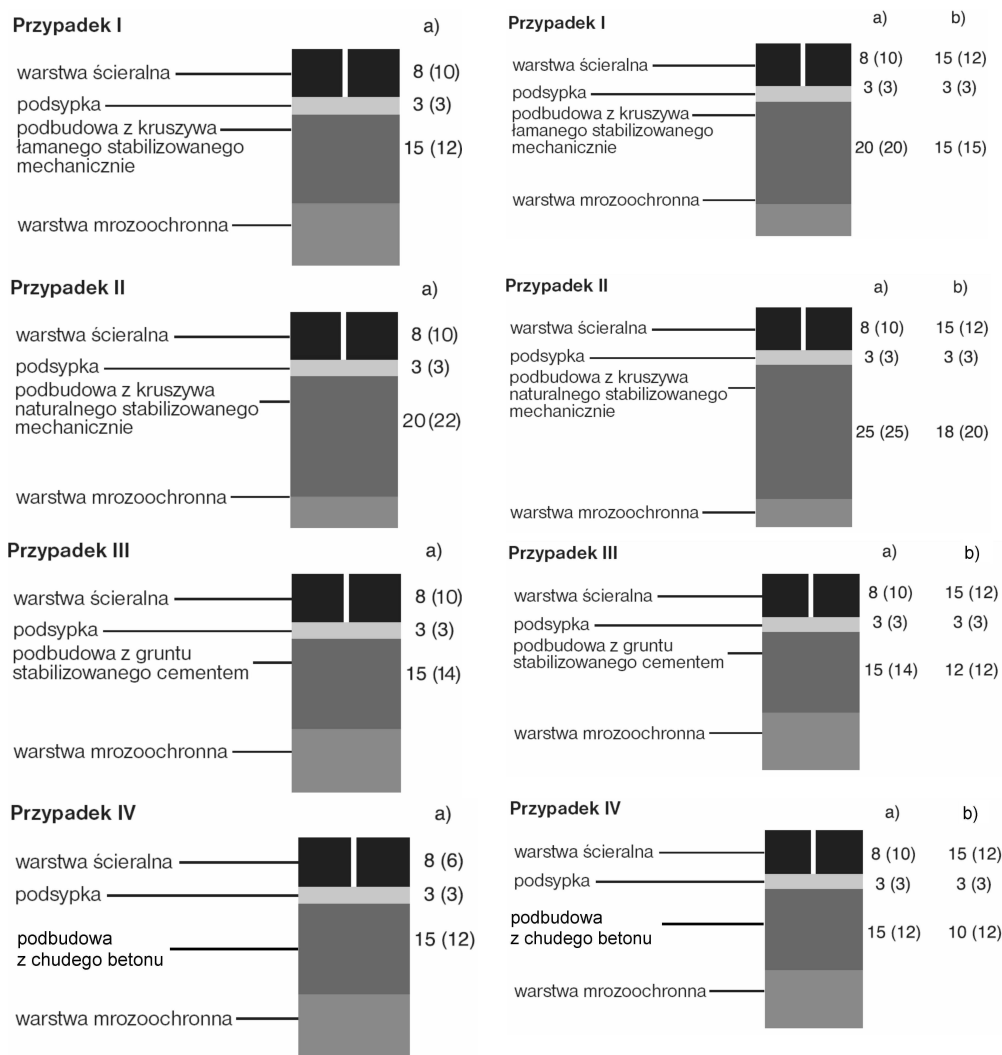 Przypadek I a)
warstwa ścieralna 8 (10)
podsypka 3 (3)
podbudowa z kruszywa
łamanego stabilizowanego 15 (12)
mechanicznie
warstwa mrozoochronna
Przypadek II a)
warstwa ścieralna 8 (10)
podsypka 3 (3)
podbudowa z kruszywa
naturalnego stabilizowanego
mechanicznie 20 (22)
warstwa mrozoochronna
Przypadek III a)
warstwa ścieralna 8 (10)
podsypka 3 (3)
podbudowa z gruntu
stabilizowanego cementem 15 (14)
warstwa mrozoochronna
Przypadek IV a)
warstwa ścieralna 8 (6)
podsypka 3 (3)
podbudowa 15 (12)
z chudego betonu
warstwa mrozoochronna
Przypadek I a) b)
warstwa ścieralna 8 (10) 15 (12)
podsypka 3 (3) 3 (3)
podbudowa z kruszywa
łamanego stabilizowanego
mechanicznie 20 (20) 15 (15)
warstwa mrozoochronna
Przypadek II a) b)
warstwa ścieralna 8 (10) 15 (12)
podsypka 3 (3) 3 (3)
podbudowa z kruszywa
naturalnego stabilizowanego
mechanicznie
25 (25) 18 (20)
warstwa mrozoochronna
Przypadek III a) b)
warstwa ścieralna 8 (10) 15 (12)
podsypka 3 (3) 3 (3)
podbudowa z gruntu
stabilizowanego cementem 15 (14) 12 (12)
warstwa mrozoochronna
Przypadek IV a) b)
warstwa ścieralna 8 (10) 15 (12)
podsypka 3 (3) 3 (3)
podbudowa
z chudego betonu 15 (12) 10 (12)
warstwa mrozoochronna